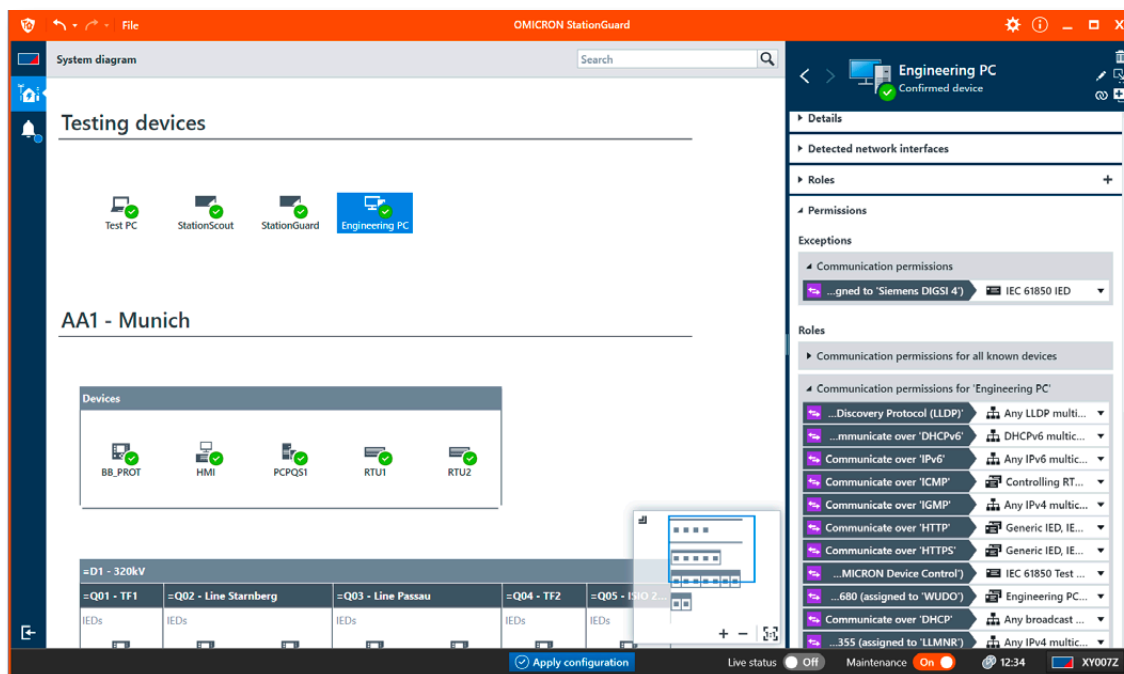 File
OMICRON StationGuard
System diagram
Search
Testing devices
Test PC
StationScout
StationGuard
Engineering PC
AA1 - Munich
Devices
BB_PROT
HMI
PCPQS1
RTU1
RTU2
=D1 - 320kV
=Q01 - TF1
=Q02 - Line Starnberg
=Q03 - Line Passau
=Q04 - TF2
=Q05 - ISIO 2...
IEDs
IEDs
IEDs
IEDs
IEDs
Engineering PC
Confirmed device
Details
Detected network interfaces
Roles +
Permissions
Exceptions
Communication permissions
...gned to 'Siemens DIGSI 4') IEC 61850 IED
Roles
Communication permissions for all known devices
Communication permissions for 'Engineering PC'
...Discovery Protocol (LLDP)' Any LLDP multi...
...mmunicate over 'DHCPv6' DHCPv6 multic...
Communicate over 'IPv6' Any IPv6 multic...
Communicate over 'ICMP' Controlling RT...
Communicate over 'IGMP' Any IPv4 multic...
Communicate over 'HTTP' Generic IED, IE...
Communicate over 'HTTPS' Generic IED, IE...
...MICRON Device Control') IEC 61850 Test ...
...680 (assigned to 'WUDO') Engineering PC...
Communicate over 'DHCP' Any broadcast ...
...355 (assigned to 'LLMNR') Any IPv4 multic...
Apply configuration
Live status Off
Maintenance On
12:34
XY007Z